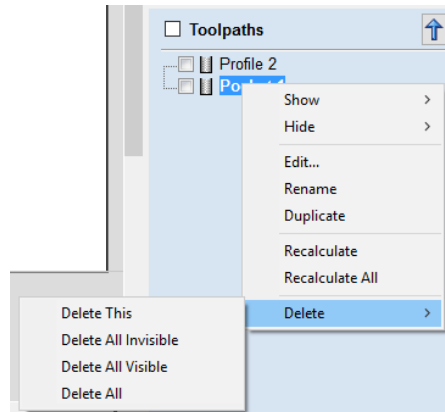 Toolpaths
Profile 2
Pocket 1
Show
Hide
Edit...
Rename
Duplicate
Recalculate
Recalculate All
Delete
Delete This
Delete All Invisible
Delete All Visible
Delete All